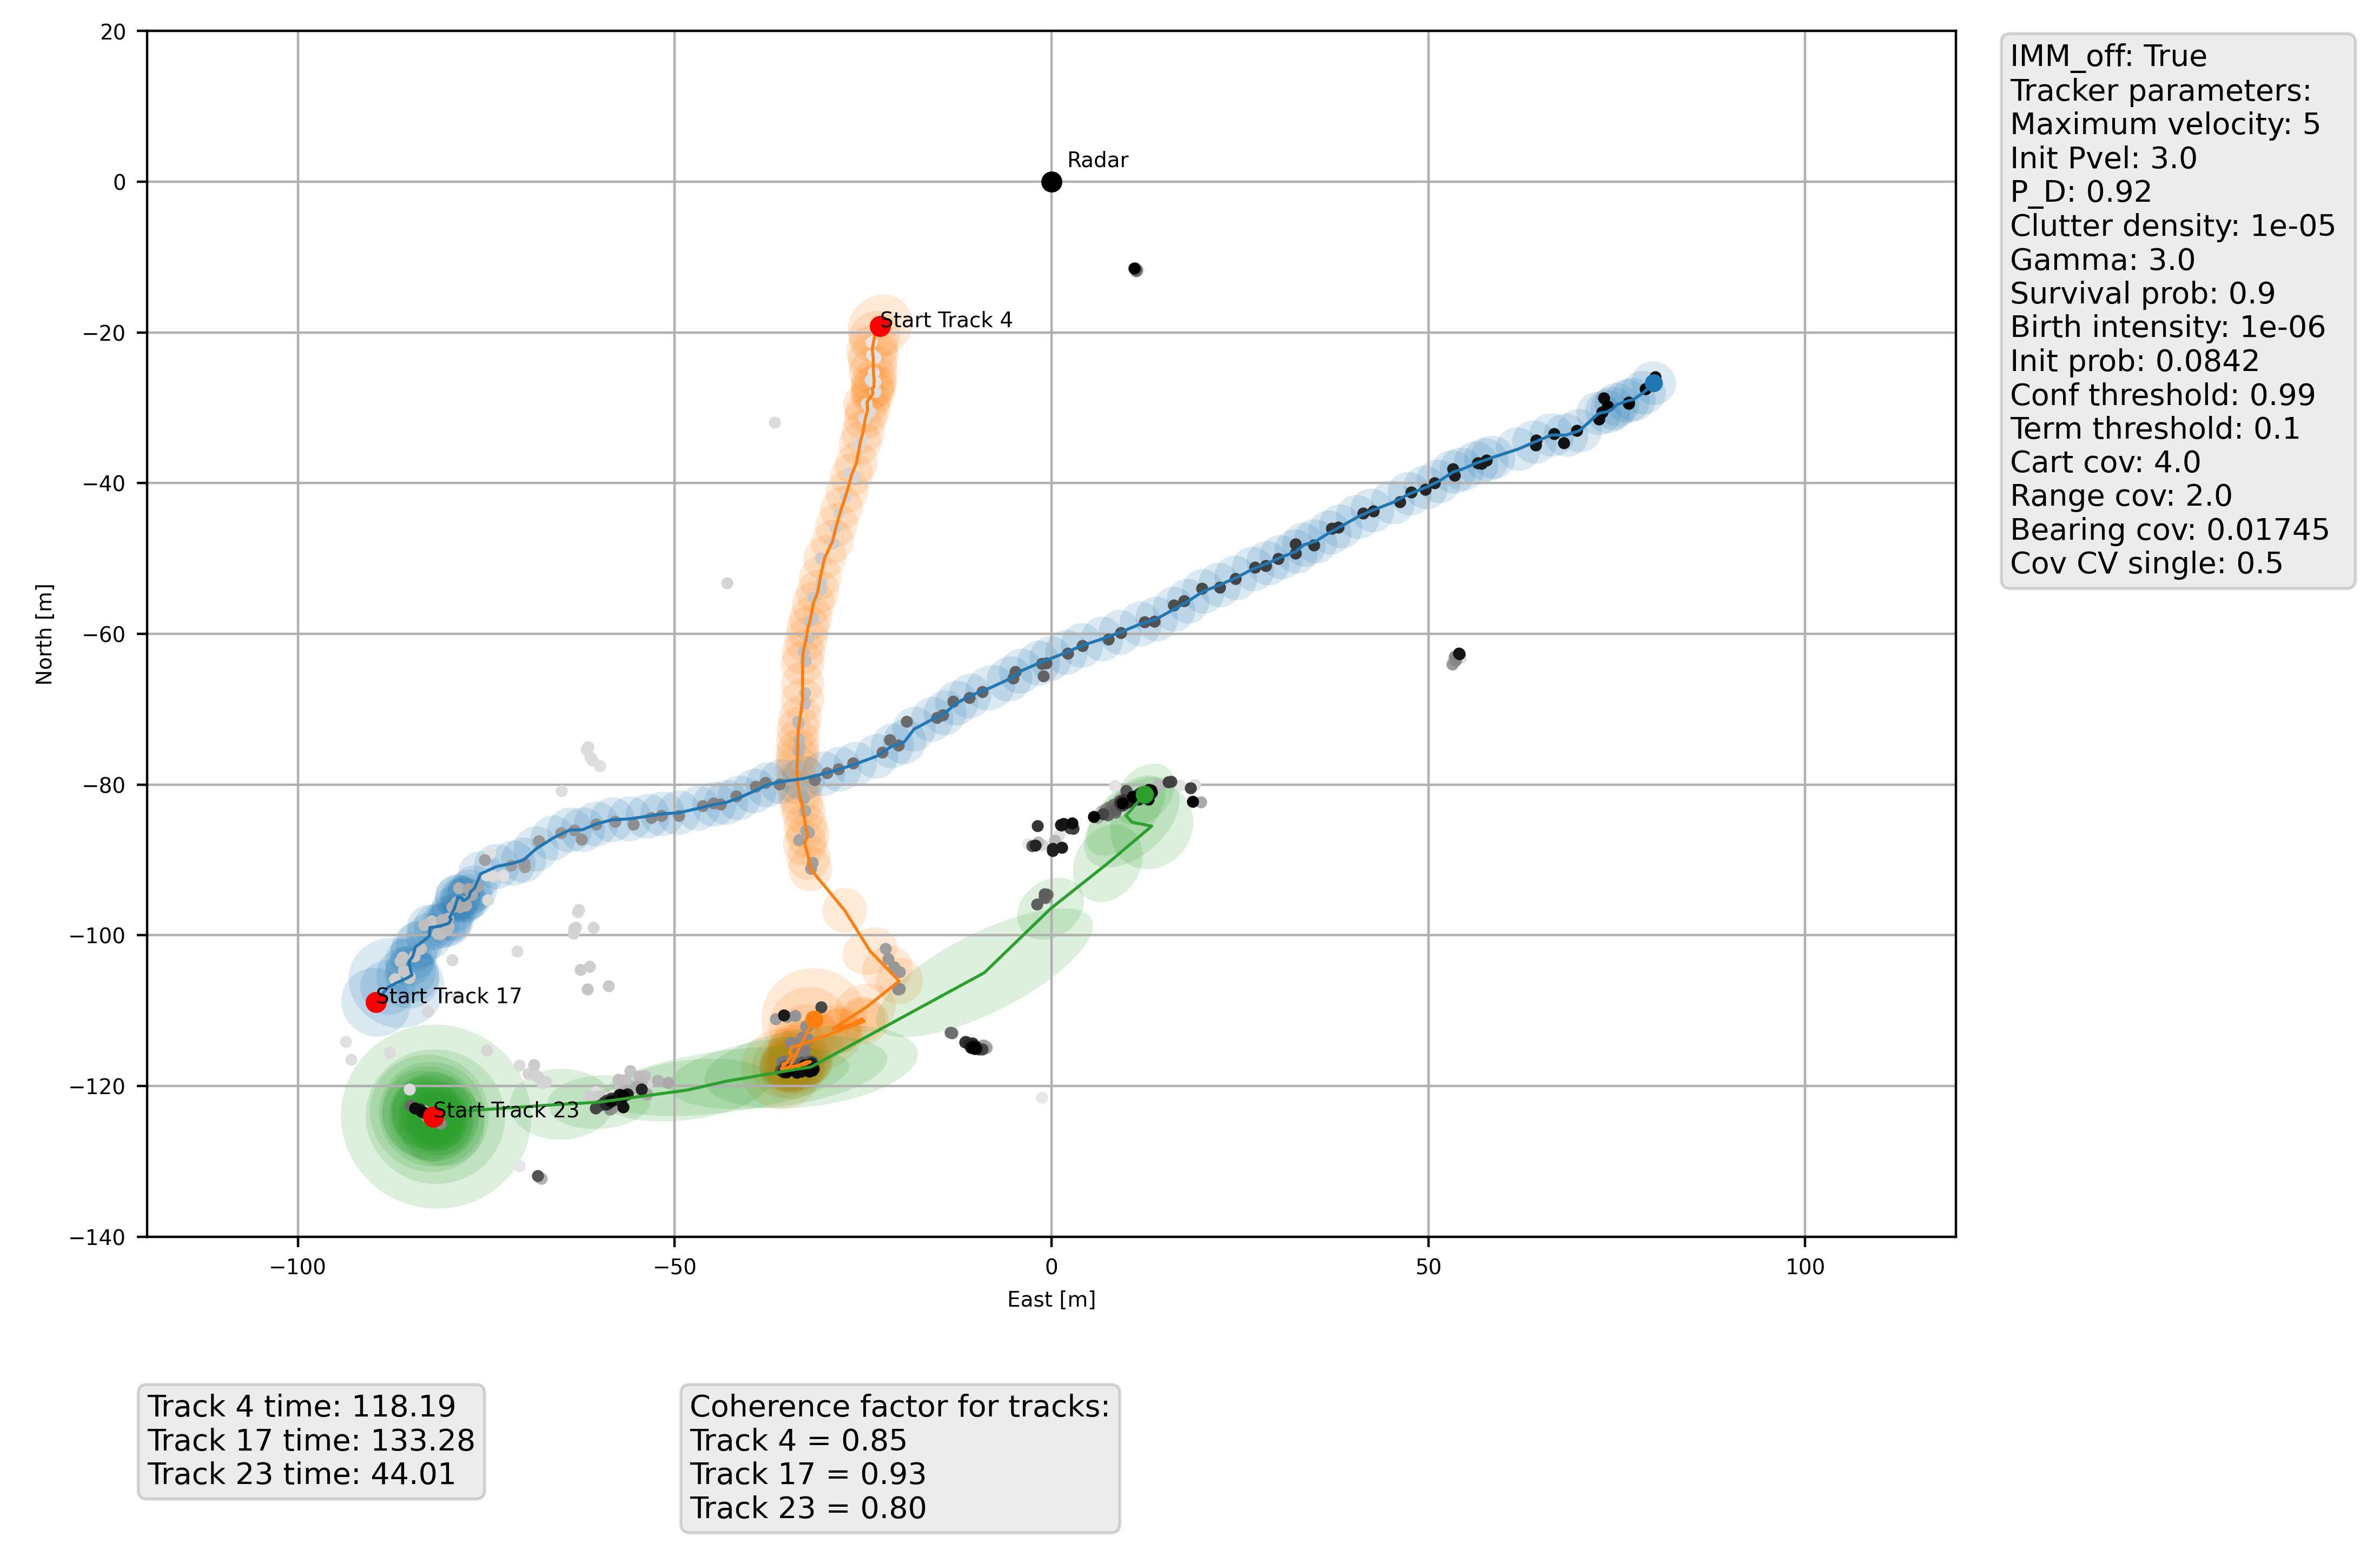 20
0
−20
−40
−60
−80
−100
−120
−140
North [m]
−100
−50
0
50
100
East [m]
Radar
Start Track 4
Start Track 17
Start Track 23
IMM_off: True
Tracker parameters:
Maximum velocity: 5
Init Pvel: 3.0
P_D: 0.92
Clutter density: 1e-05
Gamma: 3.0
Survival prob: 0.9
Birth intensity: 1e-06
Init prob: 0.0842
Conf threshold: 0.99
Term threshold: 0.1
Cart cov: 4.0
Range cov: 2.0
Bearing cov: 0.01745
Cov CV single: 0.5
Track 4 time: 118.19
Track 17 time: 133.28
Track 23 time: 44.01
Coherence factor for tracks:
Track 4 = 0.85
Track 17 = 0.93
Track 23 = 0.80